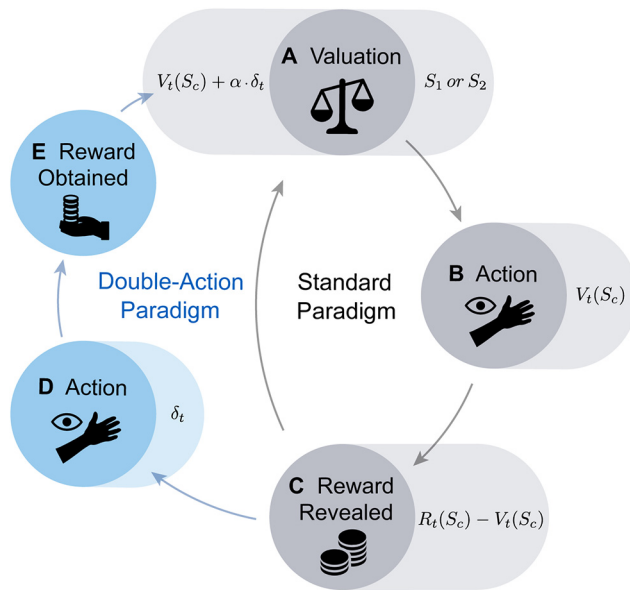 A Valuation
V_t(S_c) + α · δ_t
S_1 or S_2
E Reward
Obtained
B Action
V_t(S_c)
Double-Action
Paradigm
Standard
Paradigm
D Action
δ_t
C Reward
Revealed
R_t(S_c) − V_t(S_c)